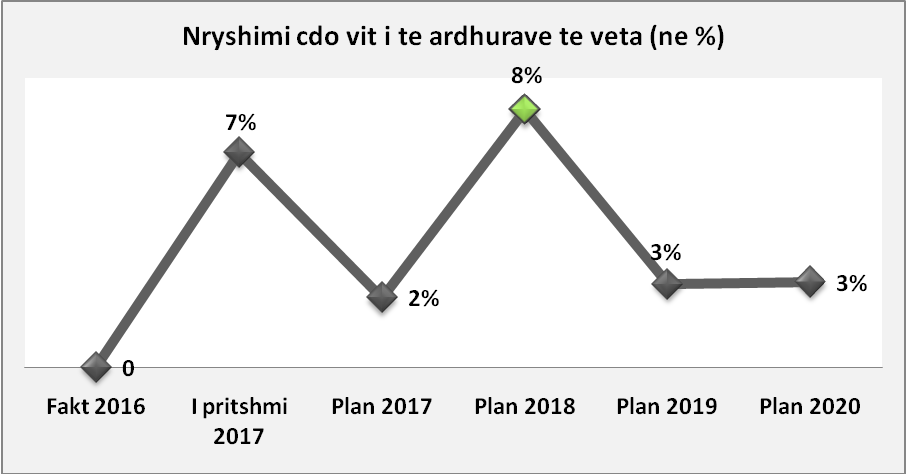 Nryshimi cdo vit i te ardhurave te veta (ne %)
8%
7%
3%
3%
2%
0
Fakt 2016
I pritshmi
2017
Plan 2017
Plan 2018
Plan 2019
Plan 2020